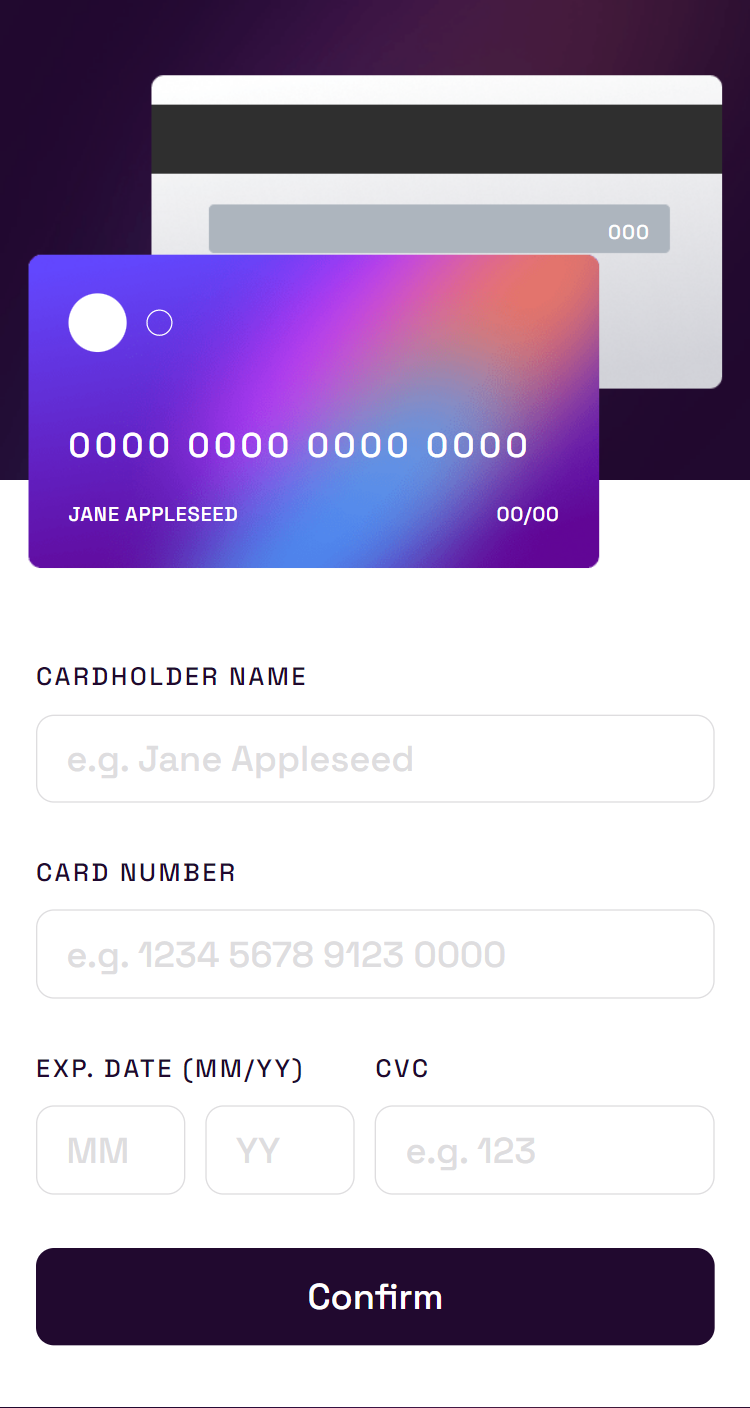 000
0000 0000 0000 0000
JANE APPLESEED 00/00
CARDHOLDER NAME
e.g. Jane Appleseed
CARD NUMBER
e.g. 1234 5678 9123 0000
EXP. DATE (MM/YY) CVC
MM YY e.g. 123
Confirm